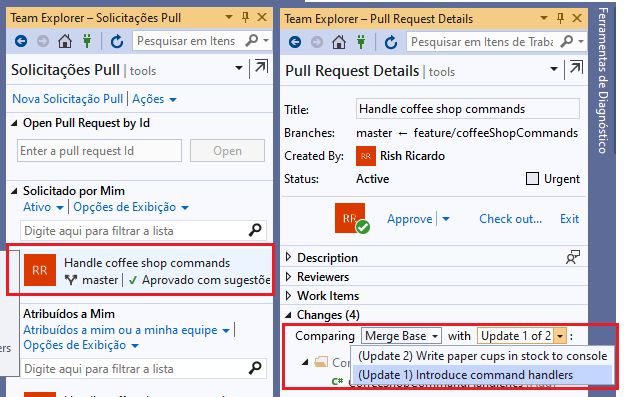 Team Explorer – Solicitações Pull
Pesquisar em Itens
Solicitações Pull | tools
Nova Solicitação Pull | Ações
Open Pull Request by Id
Enter a pull request Id
Open
Solicitado por Mim
Ativo | Opções de Exibição
Digite aqui para filtrar a lista
RR
Handle coffee shop commands
master | Aprovado com sugestõe
Atribuídos a Mim
Atribuídos a mim ou a minha equipe
Opções de Exibição
Digite aqui para filtrar a lista
ers
Team Explorer – Pull Request Details
Pesquisar em Itens de Traba
Pull Request Details | tools
Title:
Handle coffee shop commands
Branches:
master ← feature/coffeeShopCommands
Created By:
RR Rish Ricardo
Status:
Active
Urgent
RR
Approve | Check out... Exit
Description
Reviewers
Work Items
Changes (4)
Comparing Merge Base with Update 1 of 2 :
(Update 2) Write paper cups in stock to console
(Update 1) Introduce command handlers
C#
Ferramentas de Diagnóstico